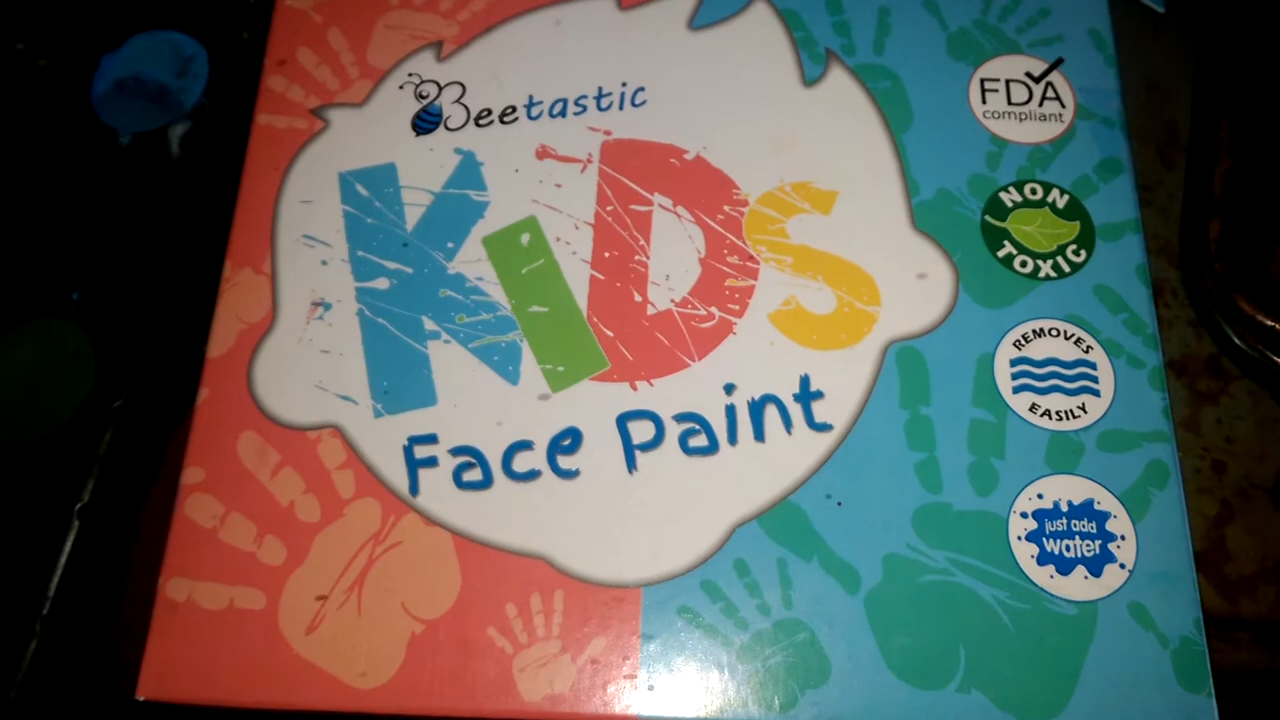 Beetastic
KIDS
Face Paint
FDA
compliant
NON
TOXIC
REMOVES
EASILY
just add
water